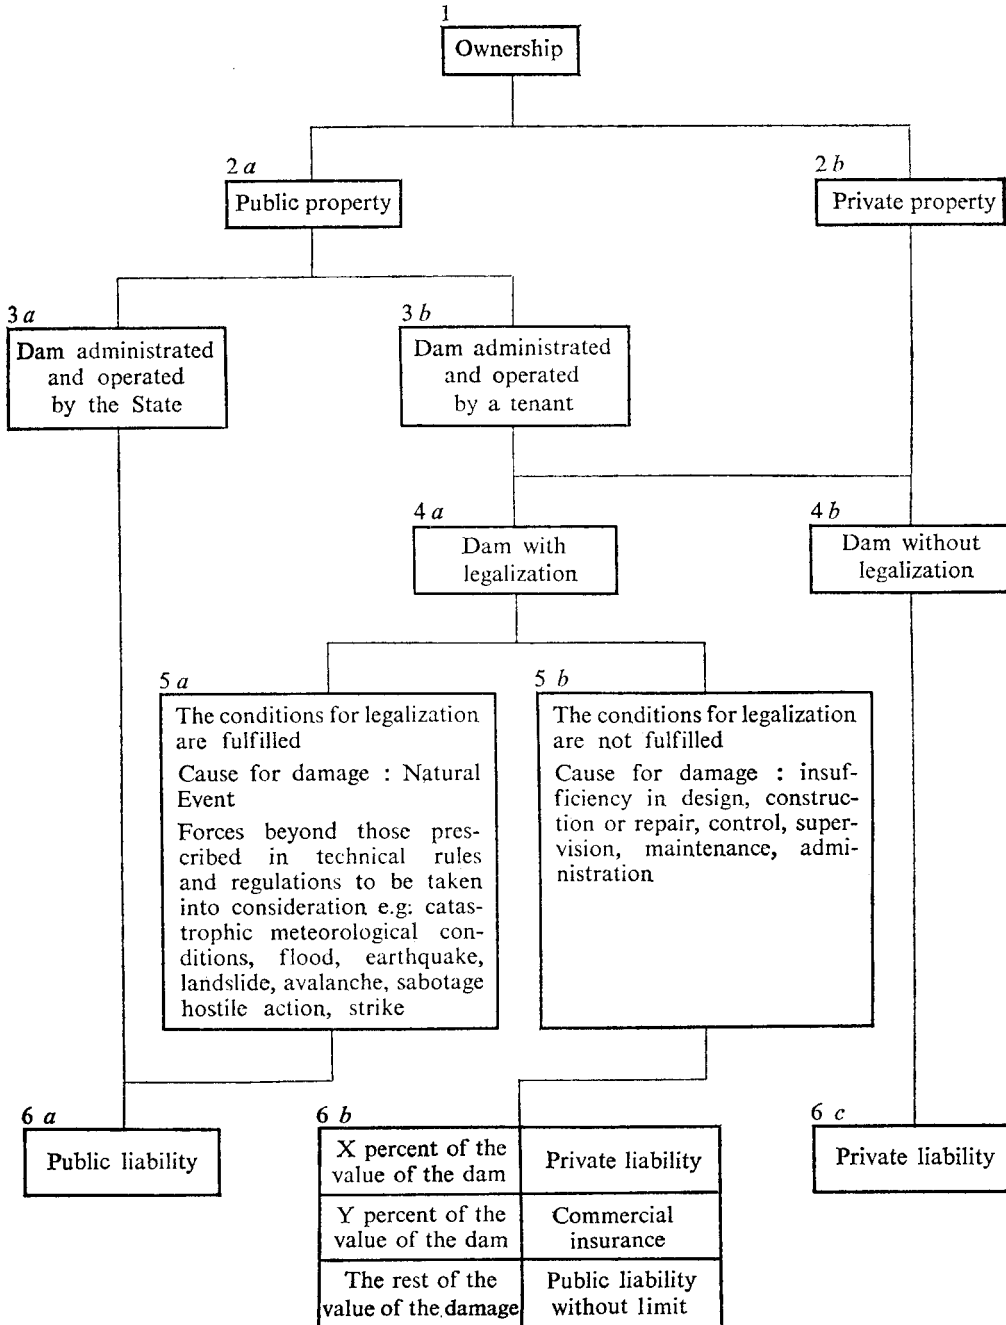 1
Ownership
2 a
Public property
2 b
Private property
3 a
Dam administrated
and operated
by the State
3 b
Dam administrated
and operated
by a tenant
4 a
Dam with
legalization
4 b
Dam without
legalization
5 a
The conditions for legalization
are fulfilled
Cause for damage : Natural
Event
Forces beyond those pres-
cribed in technical rules
and regulations to be taken
into consideration e.g: catas-
trophic meteorological con-
ditions, flood, earthquake,
landslide, avalanche, sabotage
hostile action, strike
5 b
The conditions for legalization
are not fulfilled
Cause for damage : insuf-
ficiency in design, construc-
tion or repair, control, super-
vision, maintenance, admi-
nistration
6 a
Public liability
6 b
X percent of the
value of the dam
Private liability
Y percent of the
value of the dam
Commercial
insurance
The rest of the
value of the damage
Public liability
without limit
6 c
Private liability